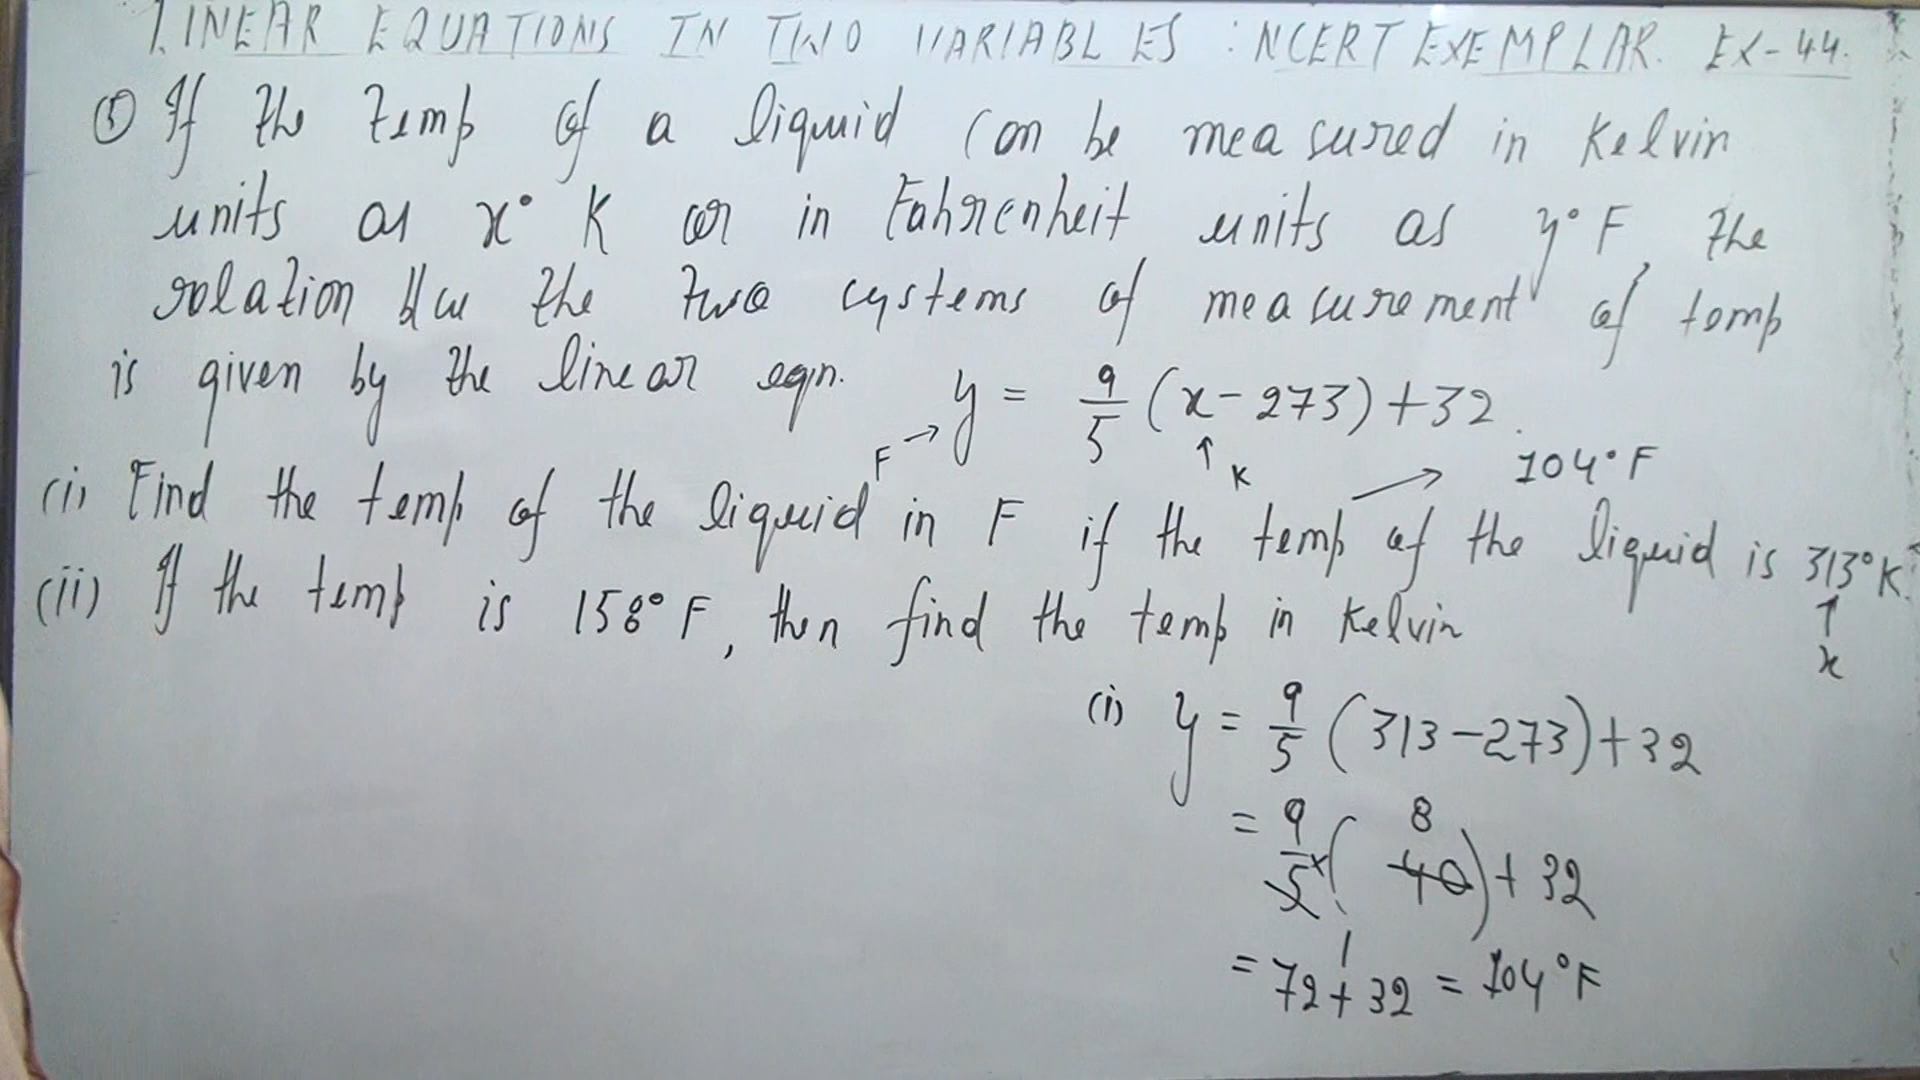 LINEAR EQUATIONS IN TWO VARIABLES : NCERT EXEMPLAR. EX-4.4.
(5) If the temp of a liquid can be measured in Kelvin
units as x° K or in Fahrenheit units as y° F, the
relation b/w the two systems of measurement of temp
is given by the linear eqn. y = 9/5 (x - 273) + 32.
F → ↑ K → 104° F
(i) Find the temp of the liquid in F if the temp of the liquid is 313° K.
(ii) If the temp is 158° F, then find the temp in Kelvin
↑
x
(i) y = 9/5 (313 - 273) + 32
= 9/5 × (40) + 32
8
1
= 72 + 32 = 104° F